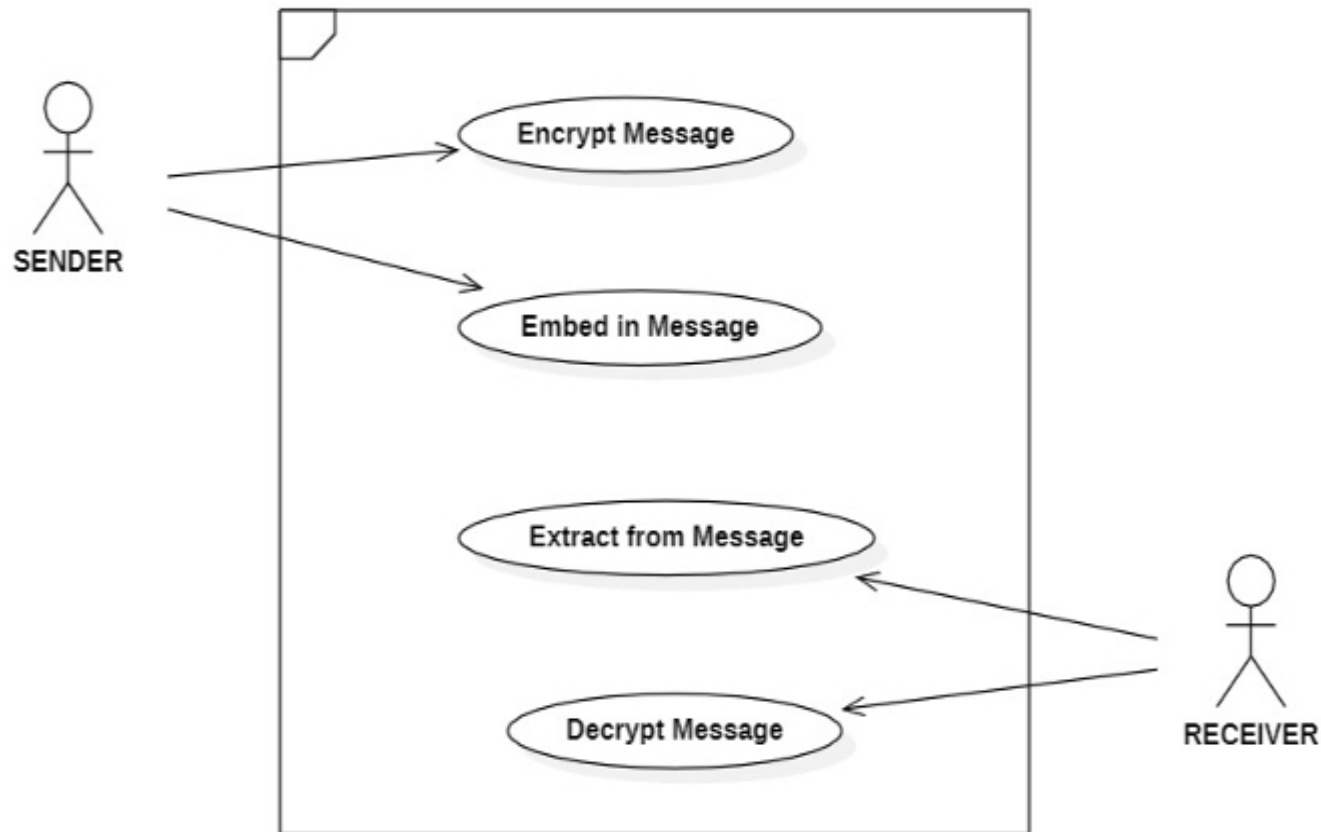 Encrypt Message
SENDER
Embed in Message
Extract from Message
Decrypt Message
RECEIVER